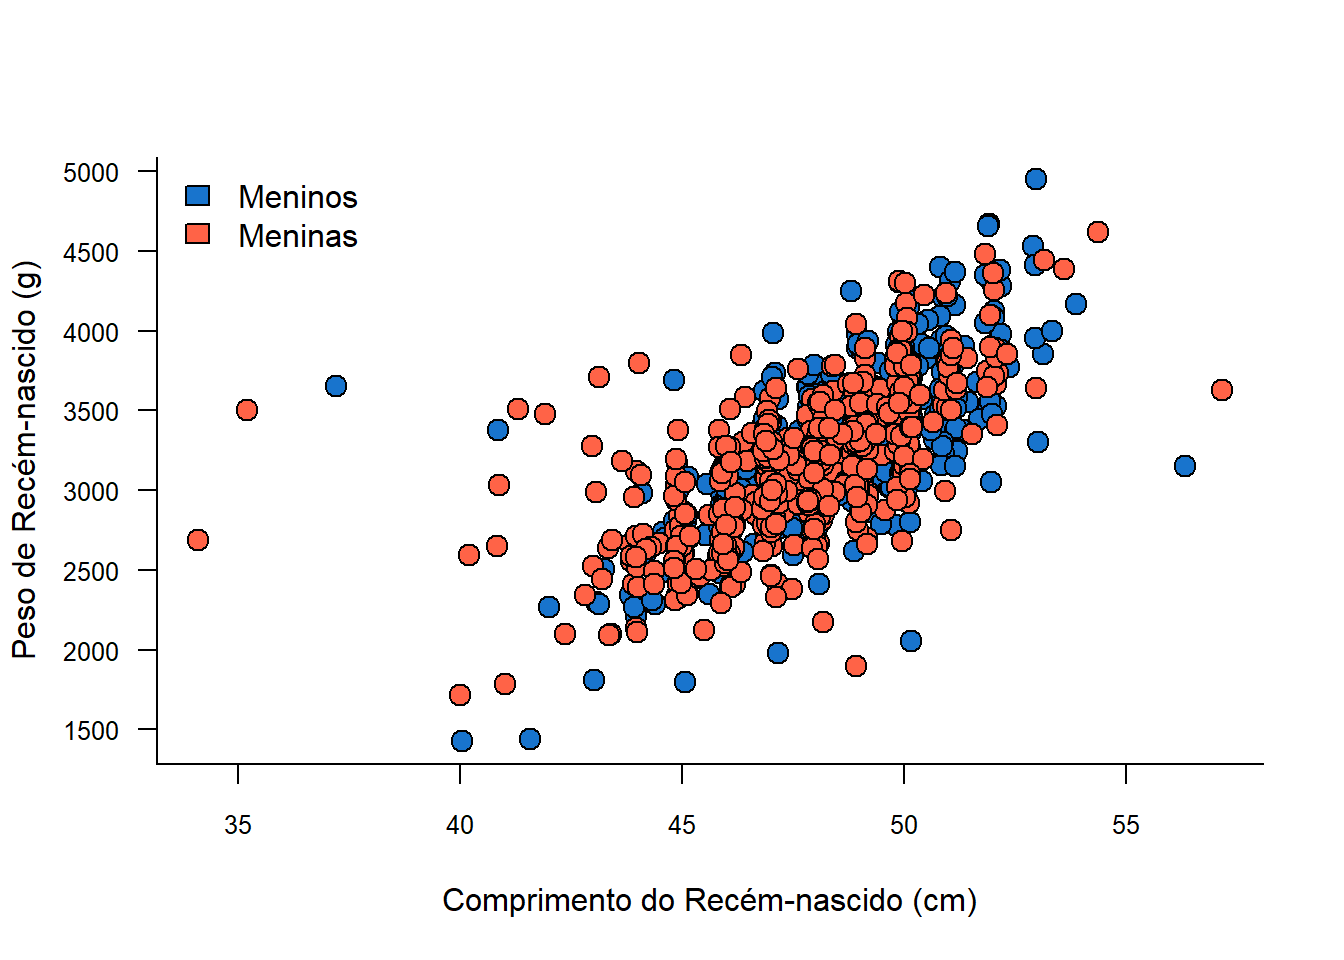 5000
4500
4000
3500
3000
2500
2000
1500
Peso de Recém-nascido (g)
Meninos
Meninas
35 40 45 50 55
Comprimento do Recém-nascido (cm)